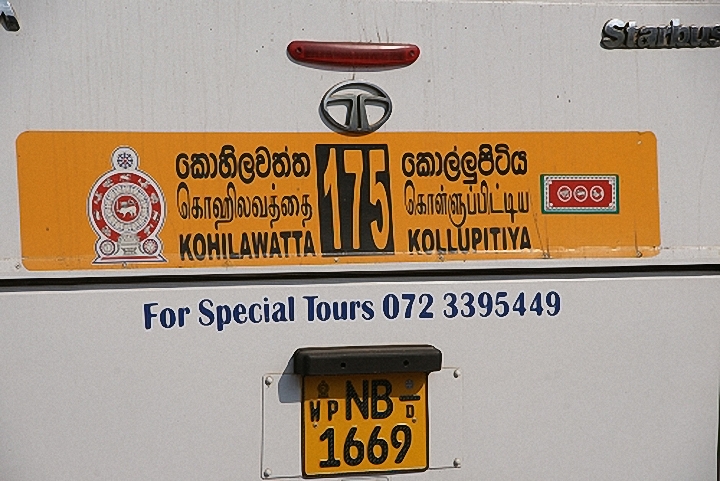 Starbus
කොහිලවත්ත 175 කොල්ලුපිටිය
கொஹிலவத்தை கொள்ளுப்பிட்டிய
KOHILAWATTA KOLLUPITIYA
For Special Tours 072 3395449
WP NB D
1669